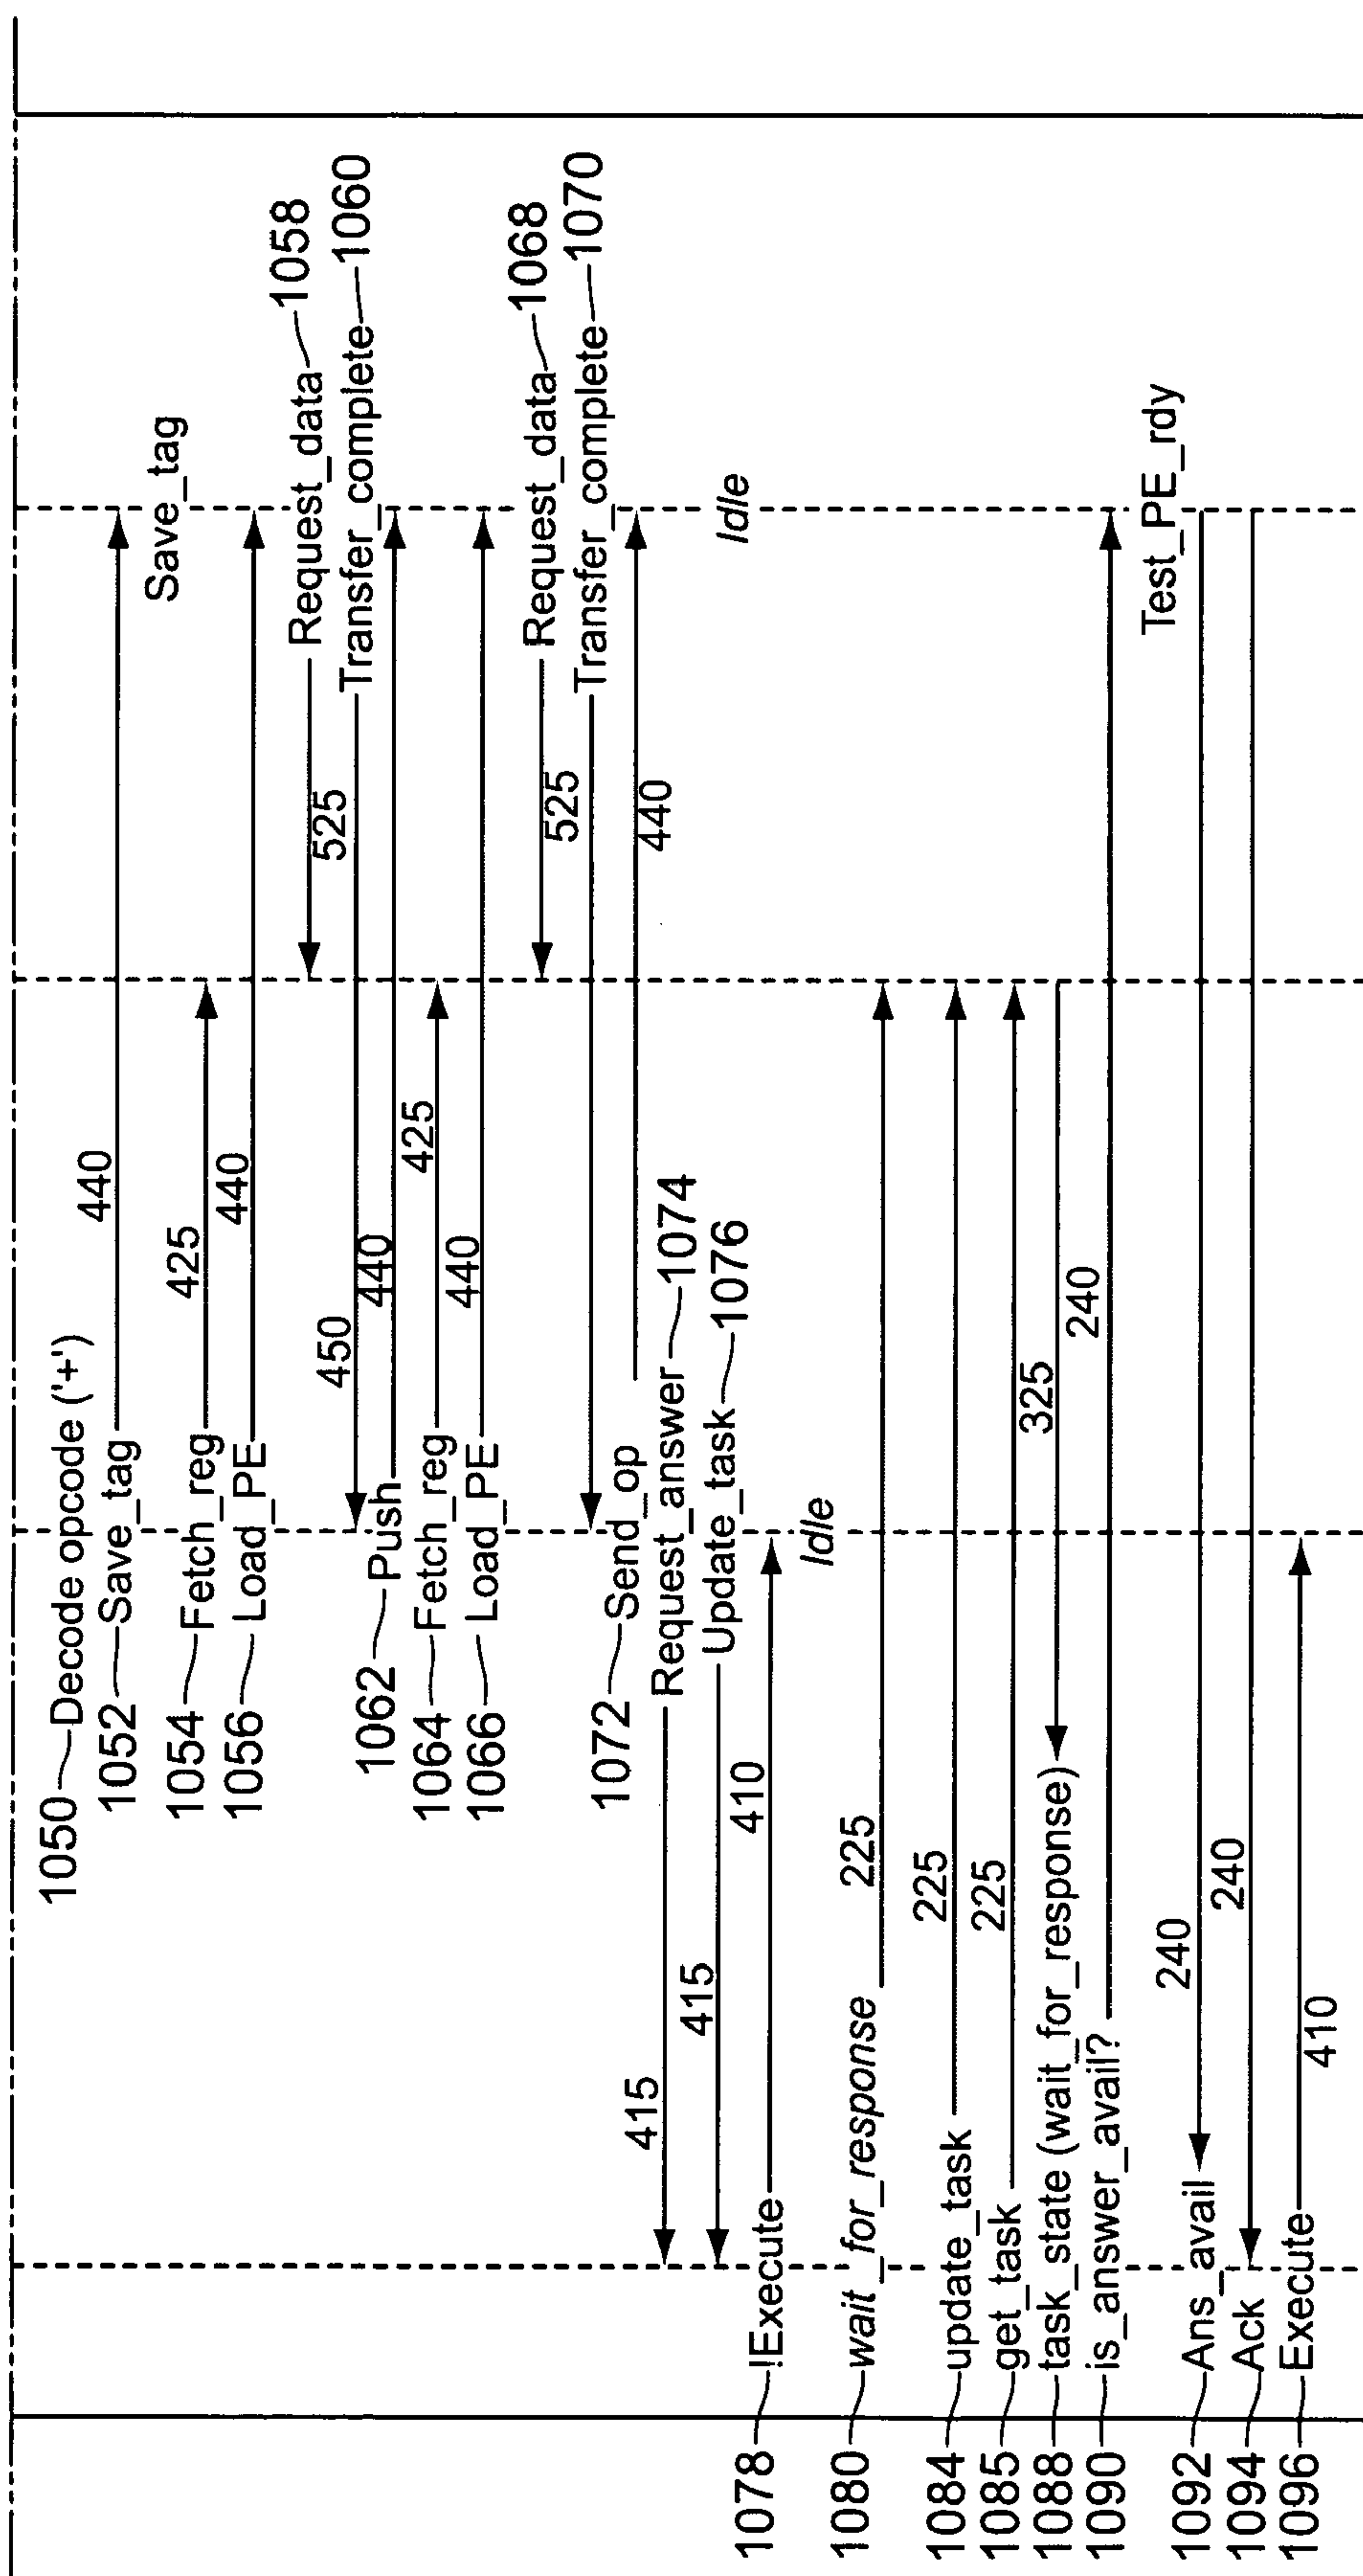 1050 Decode opcode ('+')
1052 Save_tag
440
Save_tag
1054 Fetch_reg
425
1056 Load_PE
440
Request_data 1058
525
Transfer_complete 1060
450
1062 Push
440
1064 Fetch_reg
425
1066 Load_PE
440
Request_data 1068
525
Transfer_complete 1070
1072 Send_op
440
Request_answer 1074
415
Update_task 1076
415
Idle
1078 !Execute
410
Idle
1080 wait_for_response
225
1084 update_task
225
1085 get_task
225
1088 task_state (wait_for_response)
325
1090 is_answer_avail?
240
Test_PE_rdy
1092 Ans_avail
240
1094 Ack
240
1096 Execute
410